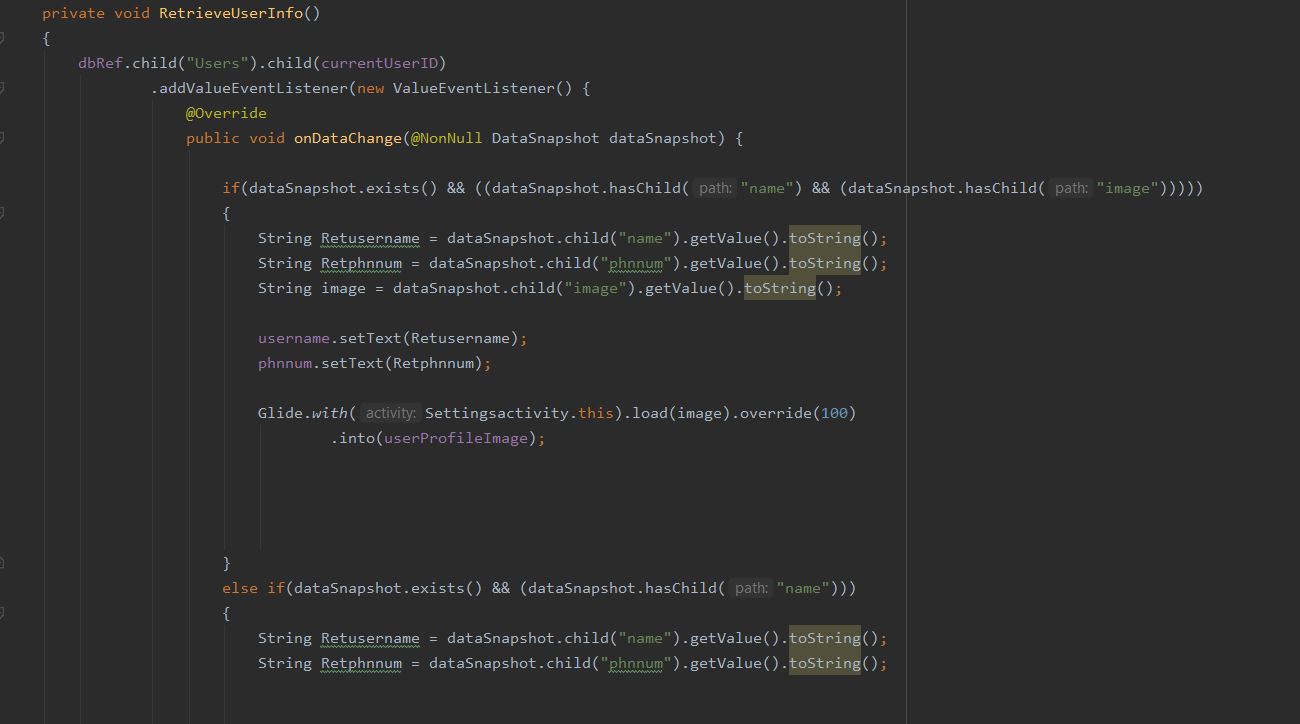 private void RetrieveUserInfo()
{
dbRef.child("Users").child(currentUserID)
.addValueEventListener(new ValueEventListener() {
@Override
public void onDataChange(@NonNull DataSnapshot dataSnapshot) {
if(dataSnapshot.exists() && ((dataSnapshot.hasChild( path: "name") && (dataSnapshot.hasChild( path: "image")))))
{
String Retusername = dataSnapshot.child("name").getValue().toString();
String Retphnnum = dataSnapshot.child("phnnum").getValue().toString();
String image = dataSnapshot.child("image").getValue().toString();
username.setText(Retusername);
phnnum.setText(Retphnnum);
Glide.with( activity: Settingsactivity.this).load(image).override(100)
.into(userProfileImage);
}
else if(dataSnapshot.exists() && (dataSnapshot.hasChild( path: "name")))
{
String Retusername = dataSnapshot.child("name").getValue().toString();
String Retphnnum = dataSnapshot.child("phnnum").getValue().toString();